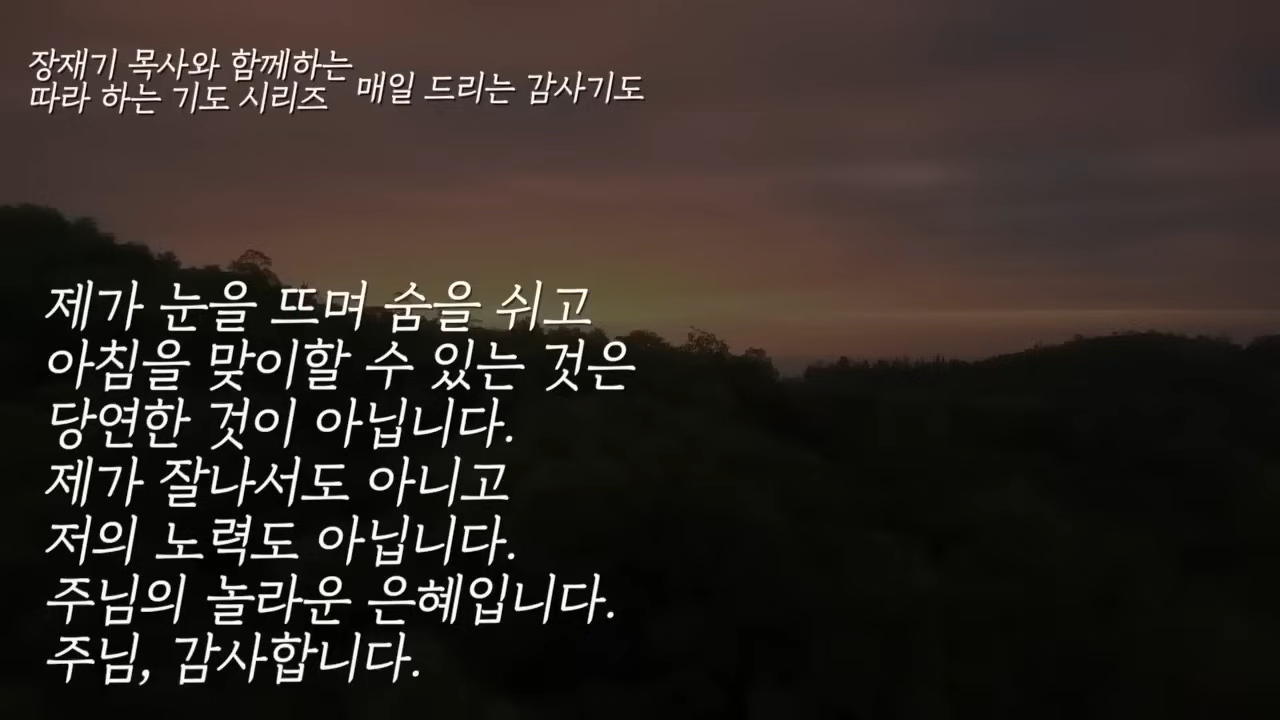 장재기 목사와 함께하는
따라 하는 기도 시리즈
매일 드리는 감사기도
제가 눈을 뜨며 숨을 쉬고
아침을 맞이할 수 있는 것은
당연한 것이 아닙니다.
제가 잘나서도 아니고
저의 노력도 아닙니다.
주님의 놀라운 은혜입니다.
주님, 감사합니다.